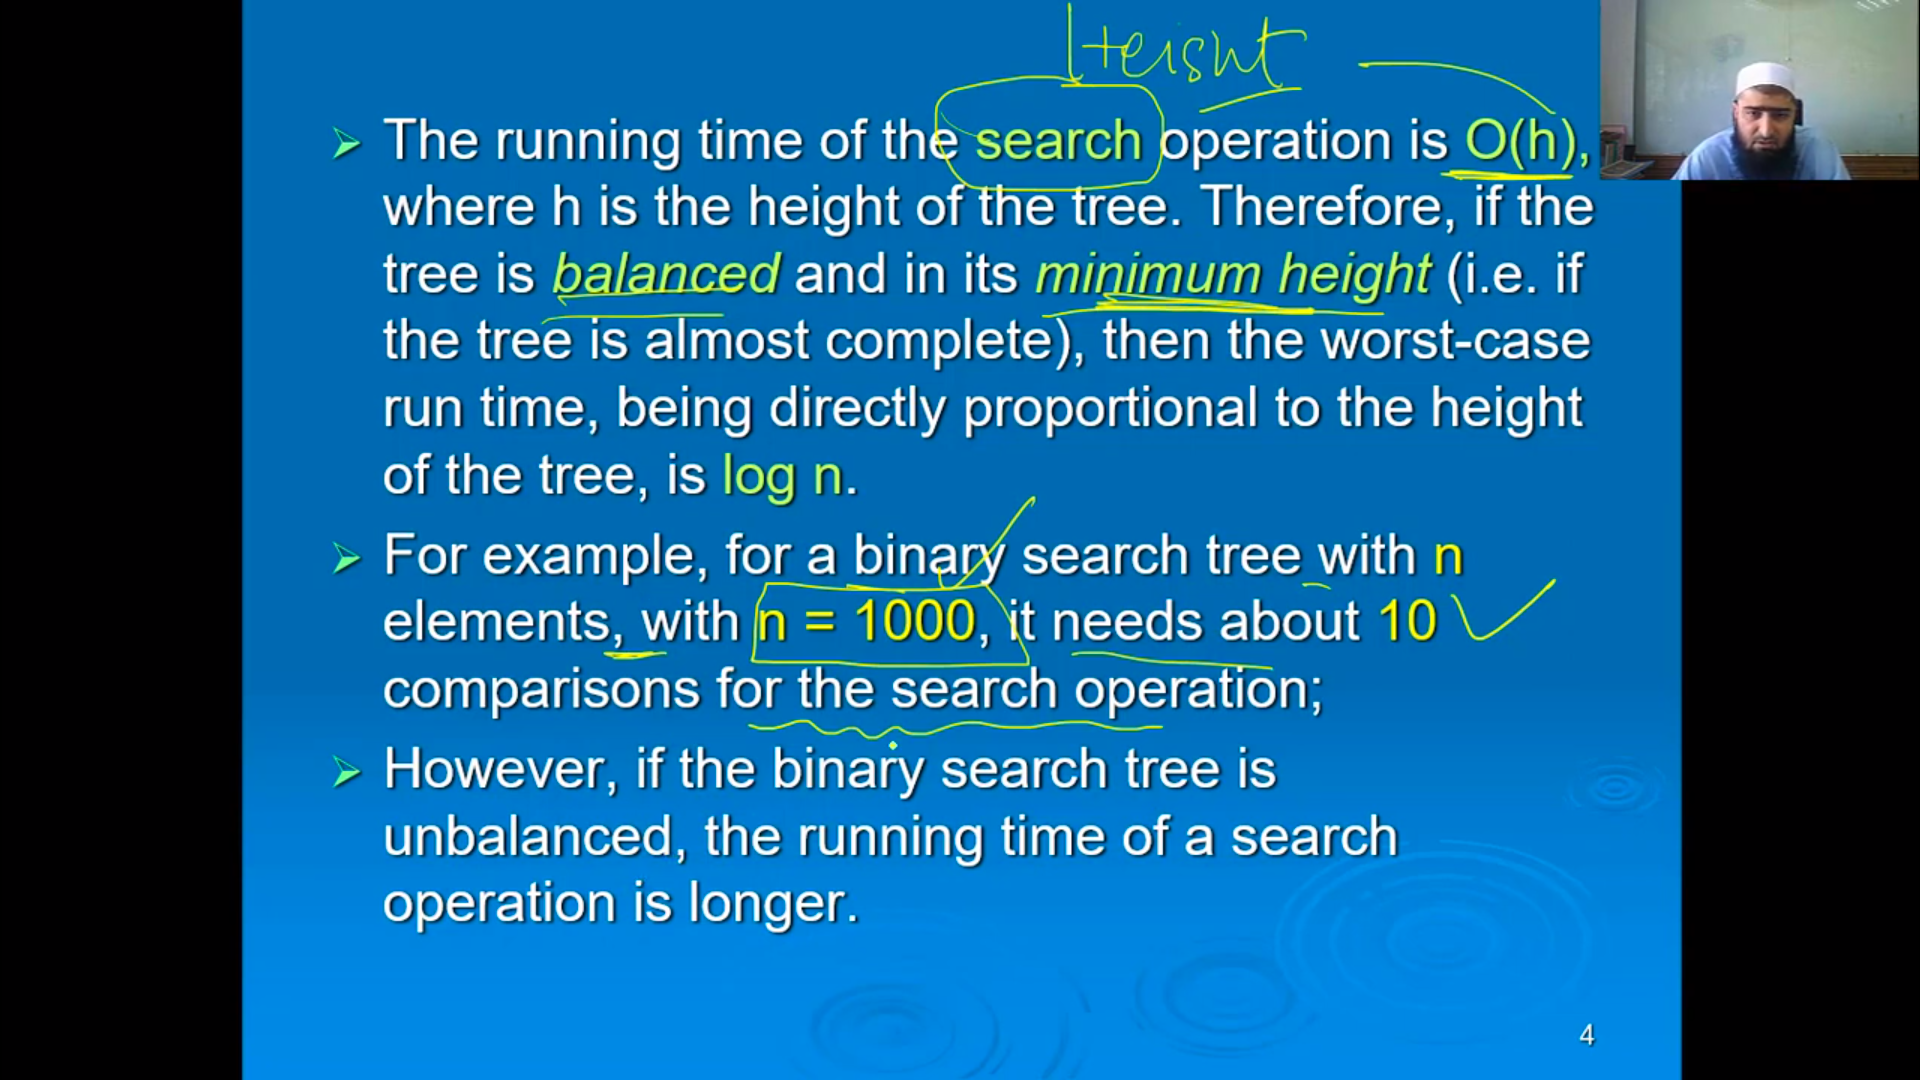 Height
The running time of the search operation is O(h),
where h is the height of the tree. Therefore, if the
tree is balanced and in its minimum height (i.e. if
the tree is almost complete), then the worst-case
run time, being directly proportional to the height
of the tree, is log n.
For example, for a binary search tree with n
elements, with n = 1000, it needs about 10
comparisons for the search operation;
However, if the binary search tree is
unbalanced, the running time of a search
operation is longer.
4